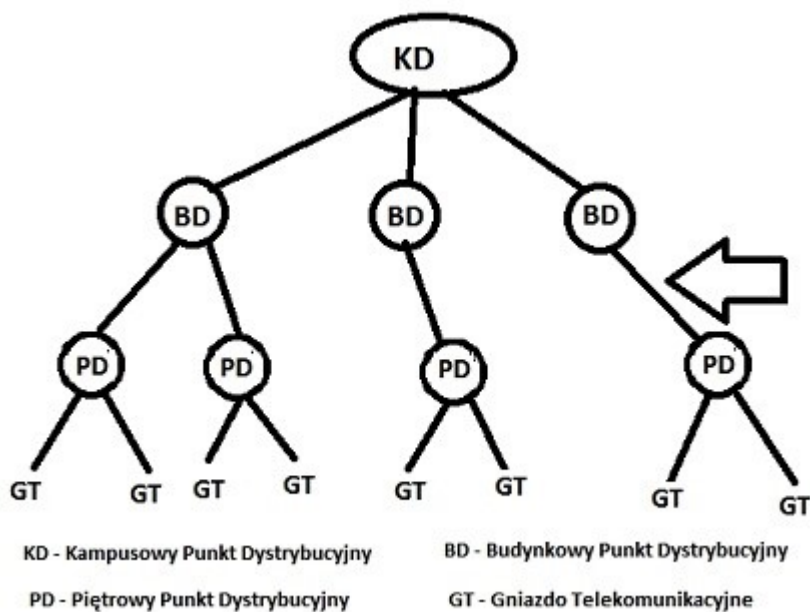 KD
BD BD BD
PD PD PD PD
GT GT GT GT GT GT GT GT
KD - Kampusowy Punkt Dystrybucyjny BD - Budynkowy Punkt Dystrybucyjny
PD - Piętrowy Punkt Dystrybucyjny GT - Gniazdo Telekomunikacyjne